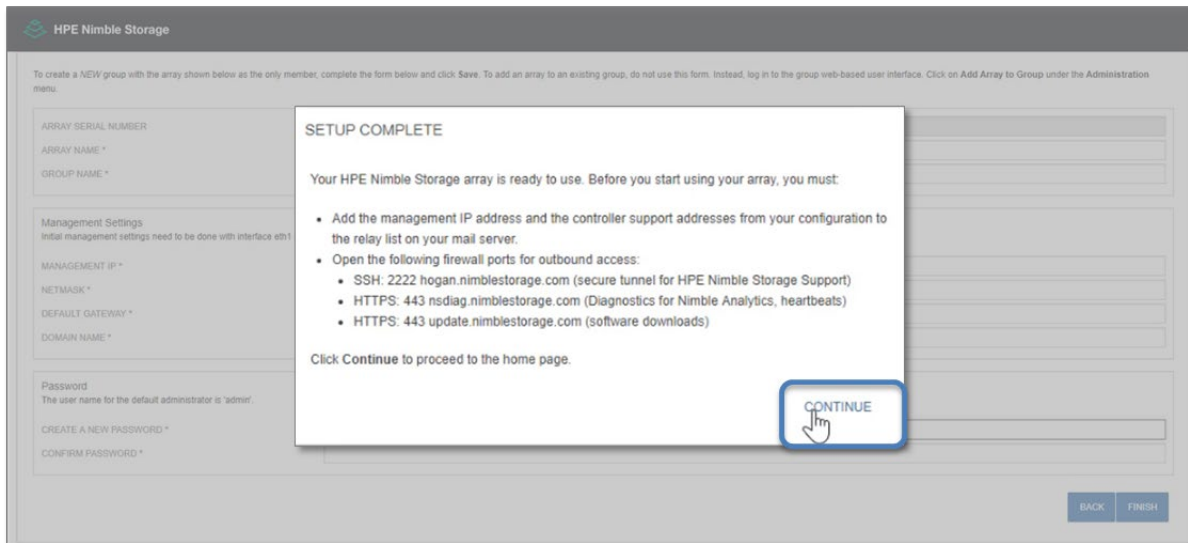 HPE Nimble Storage
To create a NEW group with the array shown below as the only member, complete the form below and click Save. To add an array to an existing group, do not use this form. Instead, log in to the group web-based user interface. Click on Add Array to Group under the Administration
menu.
ARRAY SERIAL NUMBER
ARRAY NAME *
GROUP NAME *
SETUP COMPLETE
Your HPE Nimble Storage array is ready to use. Before you start using your array, you must:
• Add the management IP address and the controller support addresses from your configuration to
the relay list on your mail server.
• Open the following firewall ports for outbound access:
• SSH: 2222 hogan.nimblestorage.com (secure tunnel for HPE Nimble Storage Support)
• HTTPS: 443 nsdiag.nimblestorage.com (Diagnostics for Nimble Analytics, heartbeats)
• HTTPS: 443 update.nimblestorage.com (software downloads)
Click Continue to proceed to the home page.
CONTINUE
Management Settings
Initial management settings need to be done with interface eth1
MANAGEMENT IP *
NETMASK *
DEFAULT GATEWAY *
DOMAIN NAME *
Password
The user name for the default administrator is 'admin'.
CREATE A NEW PASSWORD *
CONFIRM PASSWORD *
BACK
FINISH